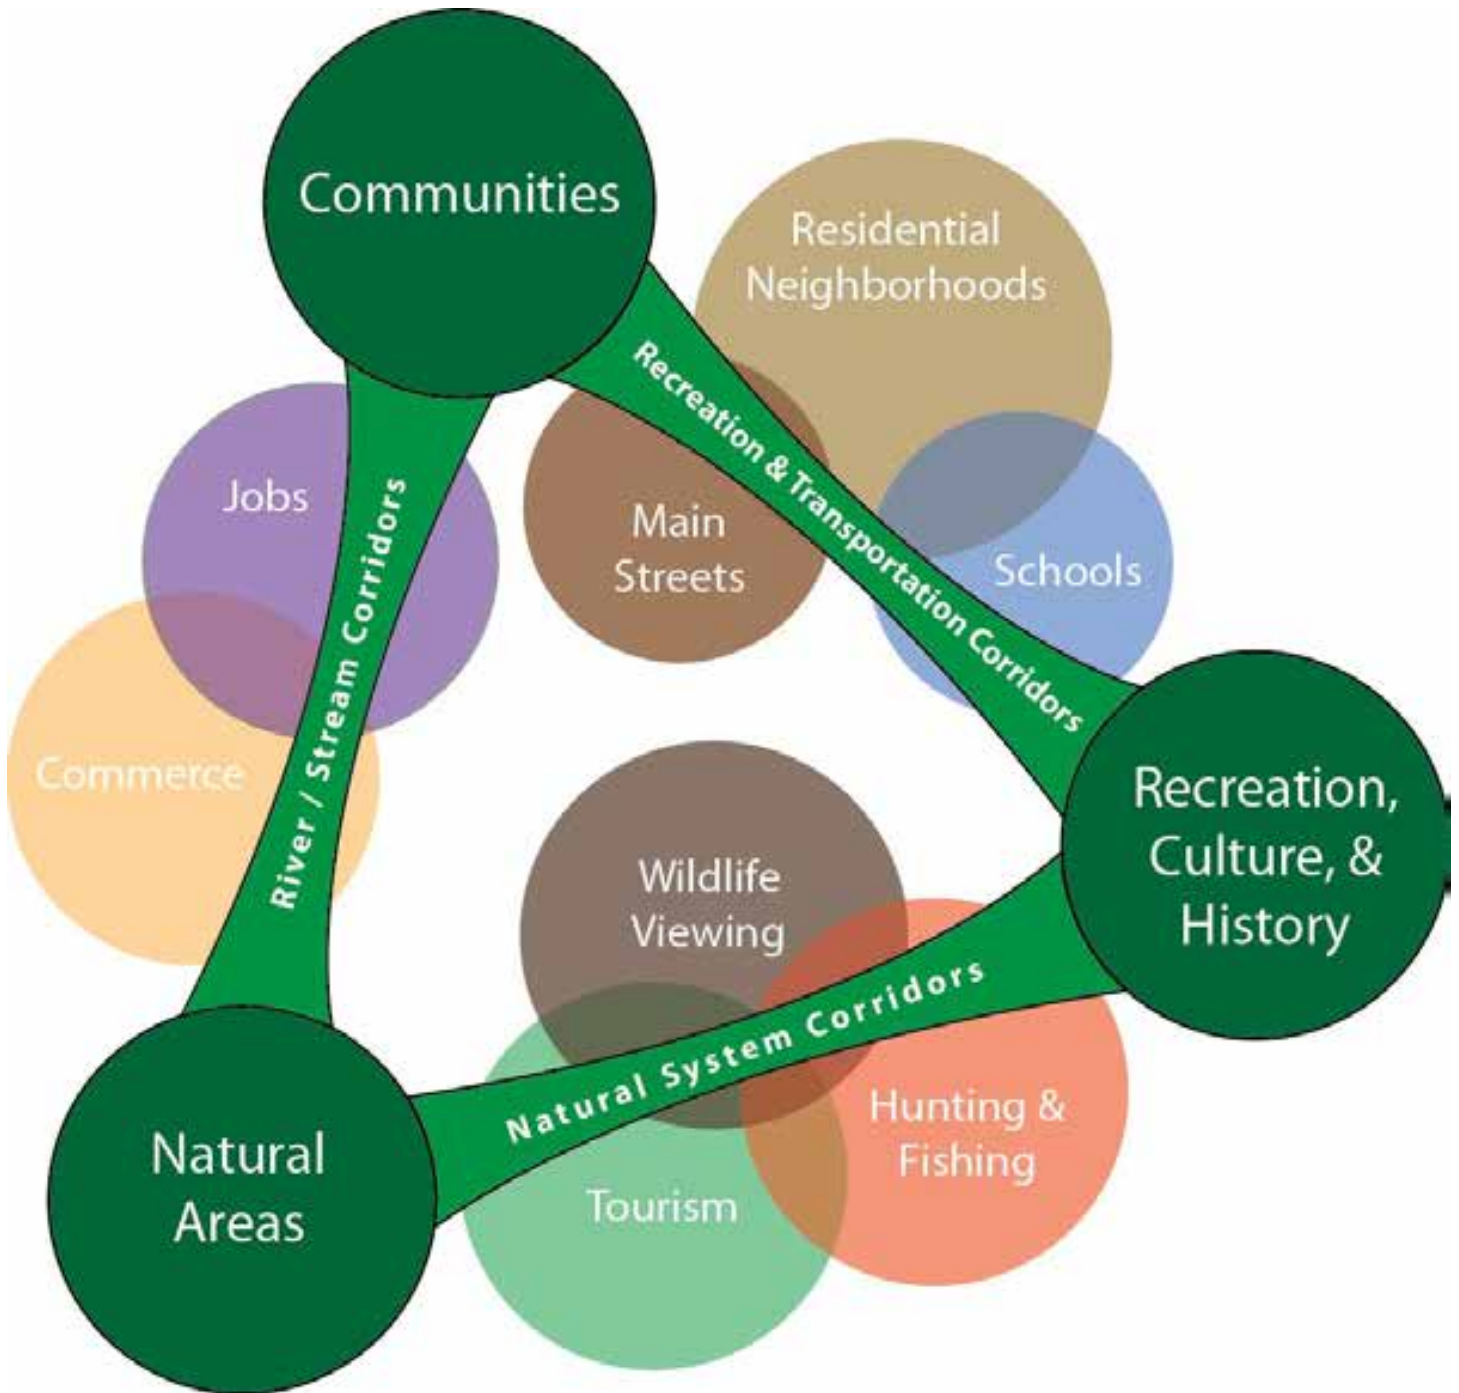 Communities
Residential
Neighborhoods
Recreation & Transportation Corridors
Jobs
River / Stream Corridors
Main
Streets
Schools
Commerce
Recreation,
Culture, &
History
Wildlife
Viewing
Natural System Corridors
Hunting &
Fishing
Natural
Areas
Tourism